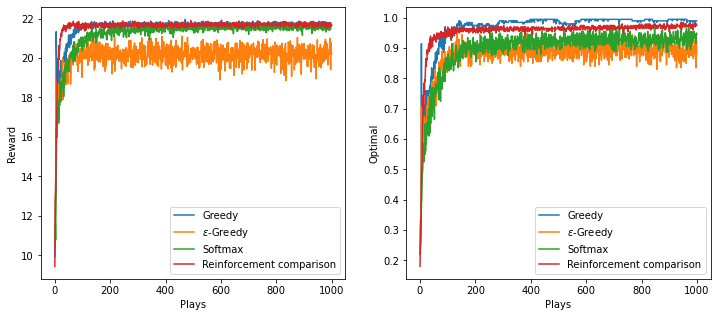 22
20
18
16
14
12
10
Reward
0
200
400
600
800
1000
Plays
Greedy
ε-Greedy
Softmax
Reinforcement comparison
1.0
0.9
0.8
0.7
0.6
0.5
0.4
0.3
0.2
Optimal
0
200
400
600
800
1000
Plays
Greedy
ε-Greedy
Softmax
Reinforcement comparison